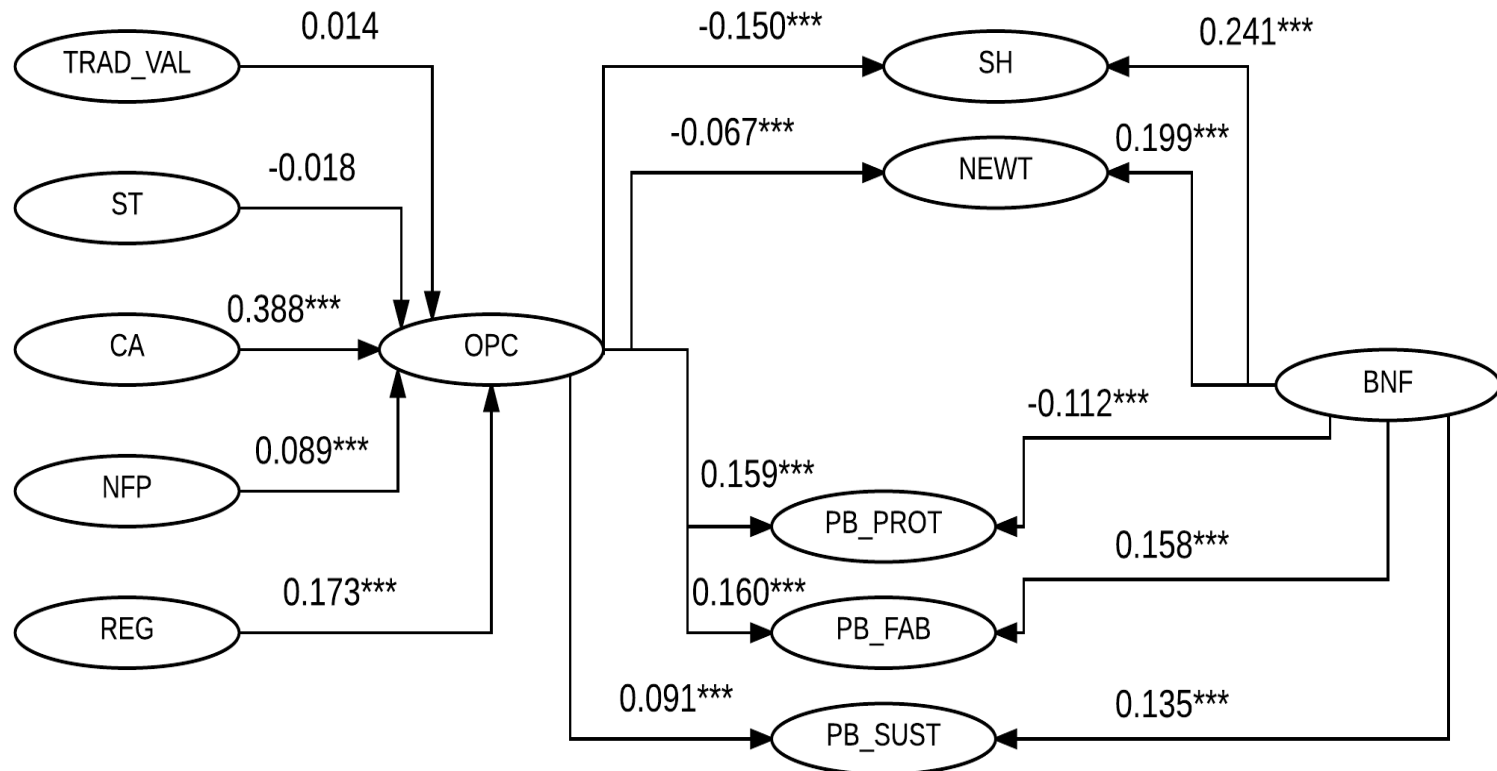 TRAD_VAL
0.014
-0.150***
SH
0.241***
-0.067***
NEWT
0.199***
ST
-0.018
CA
0.388***
OPC
BNF
-0.112***
NFP
0.089***
0.159***
PB_PROT
0.158***
REG
0.173***
0.160***
PB_FAB
0.091***
PB_SUST
0.135***